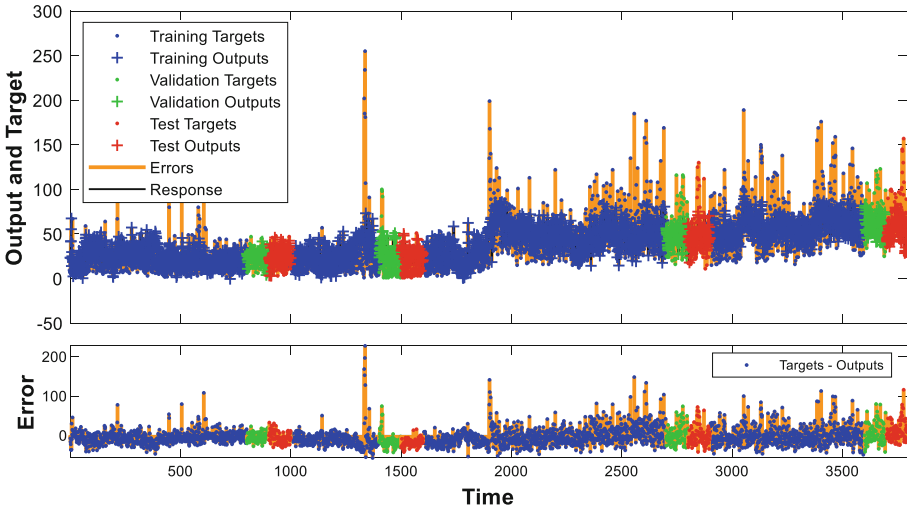 300
250
200
150
100
50
0
-50
Output and Target
Training Targets
Training Outputs
Validation Targets
Validation Outputs
Test Targets
Test Outputs
Errors
Response
200
100
0
Error
Targets - Outputs
500 1000 1500 2000 2500 3000 3500
Time